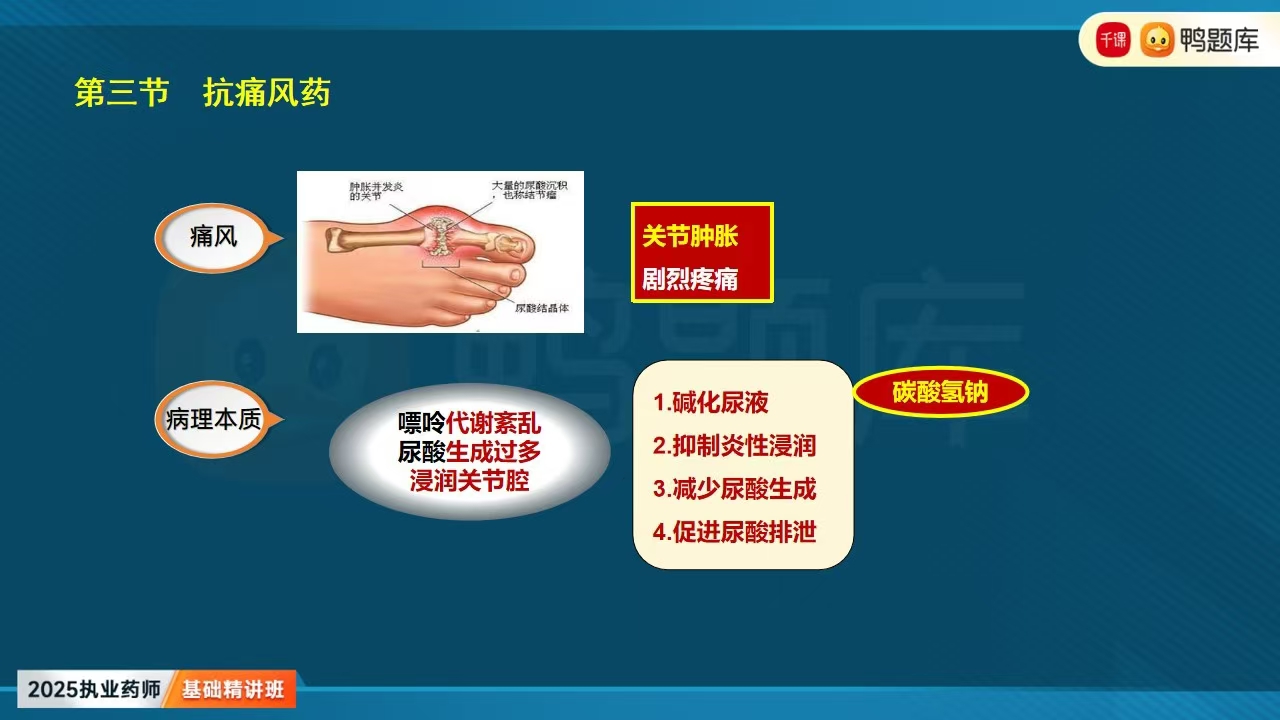 千课
鸭题库
第三节 抗痛风药
痛风
肿胀并发炎
的关节
大量的尿酸沉积
，也称结节瘤
尿酸结晶体
关节肿胀
剧烈疼痛
病理本质
嘌呤代谢紊乱
尿酸生成过多
浸润关节腔
1.碱化尿液
2.抑制炎性浸润
3.减少尿酸生成
4.促进尿酸排泄
碳酸氢钠
鸭题库
2025执业药师
基础精讲班